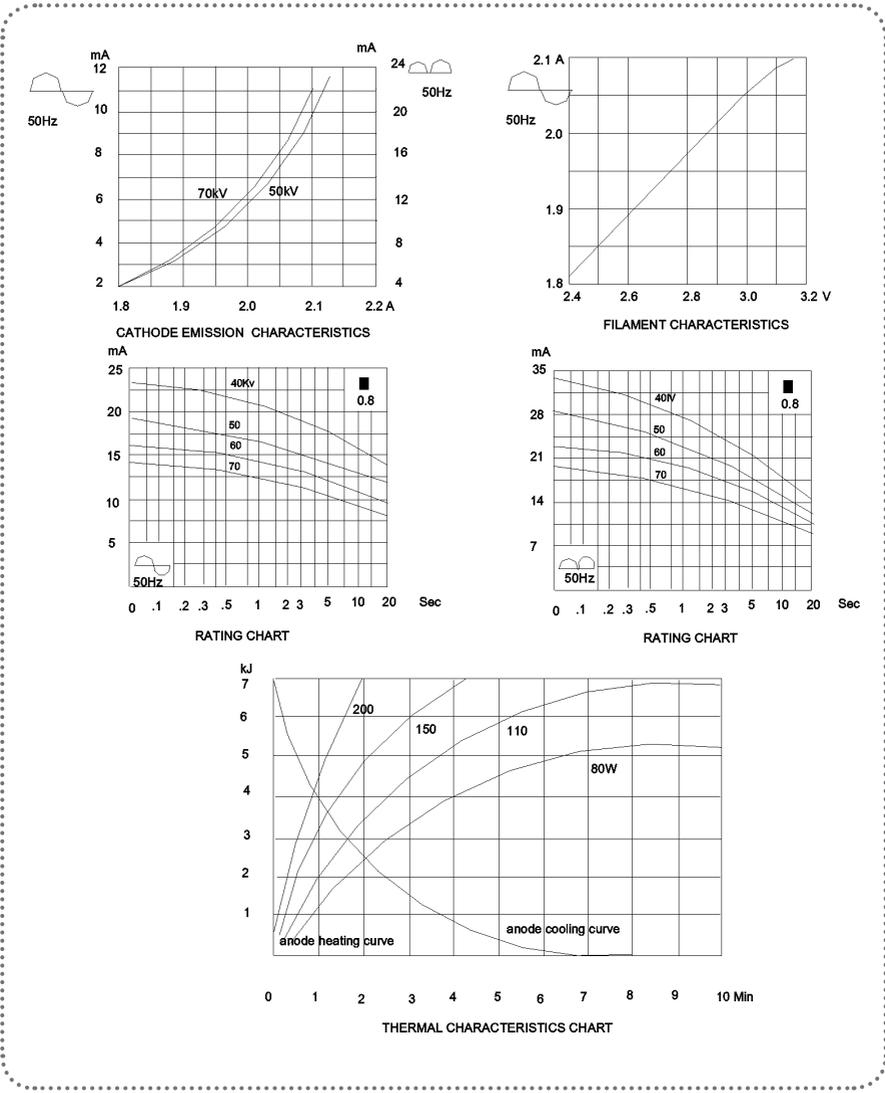 mA
12
10
8
6
4
2
50Hz
70kV
50kV
mA
24
20
16
12
8
4
50Hz
1.8 1.9 2.0 2.1 2.2 A
CATHODE EMISSION CHARACTERISTICS
50Hz
2.1 A
2.0
1.9
1.8
2.4 2.6 2.8 3.0 3.2 V
FILAMENT CHARACTERISTICS
mA
25
20
15
10
5
40Kv
50
60
70
0.8
50Hz
0 .1 .2 .3 .5 1 2 3 5 10 20 Sec
RATING CHART
mA
35
28
21
14
7
40IV
50
60
70
0.8
50Hz
0 .1 .2 .3 .5 1 2 3 5 10 20 Sec
RATING CHART
kJ
7
6
5
4
3
2
1
200
150
110
80W
anode heating curve
anode cooling curve
0 1 2 3 4 5 6 7 8 9 10 Min
THERMAL CHARACTERISTICS CHART